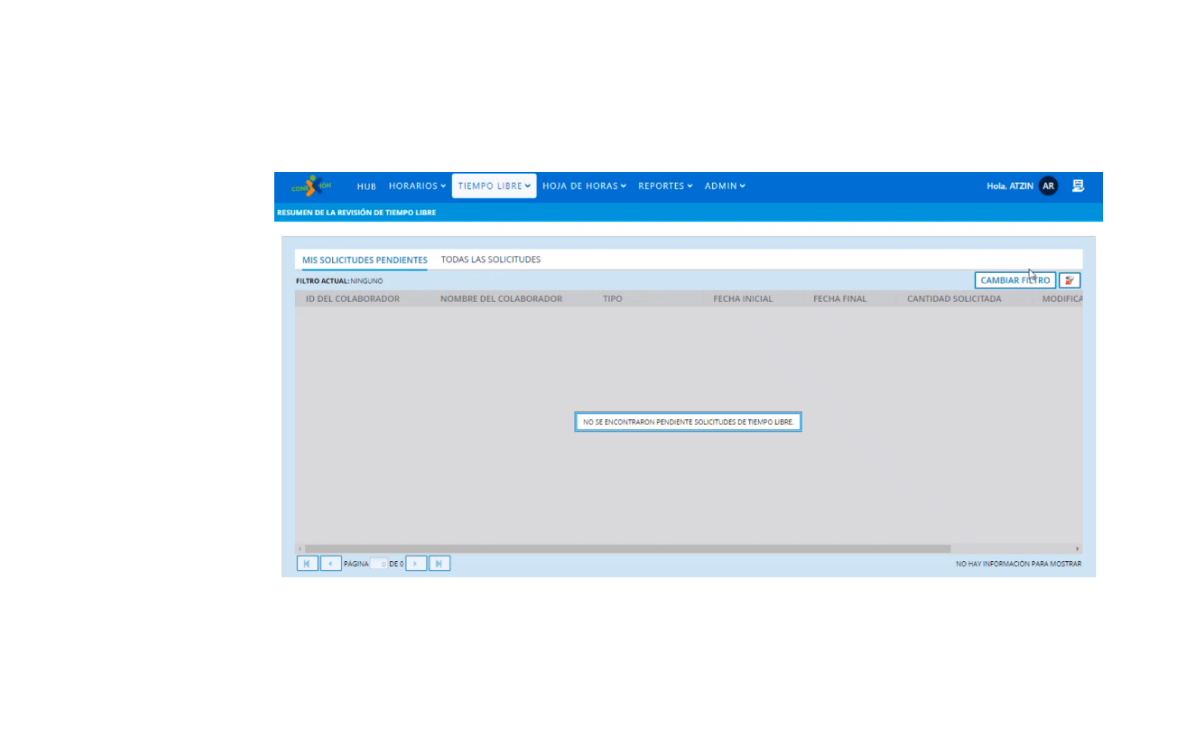 CONEXIÓN HUB HORARIOS TIEMPO LIBRE HOJA DE HORAS REPORTES ADMIN Hola, ATZIN AR
RESUMEN DE LA REVISIÓN DE TIEMPO LIBRE
MIS SOLICITUDES PENDIENTES TODAS LAS SOLICITUDES
FILTRO ACTUAL: NINGUNO CAMBIAR FILTRO
ID DEL COLABORADOR NOMBRE DEL COLABORADOR TIPO FECHA INICIAL FECHA FINAL CANTIDAD SOLICITADA MODIFICA
NO SE ENCONTRARON PENDIENTE SOLICITUDES DE TIEMPO LIBRE.
PÁGINA 0 DE 0 NO HAY INFORMACIÓN PARA MOSTRAR